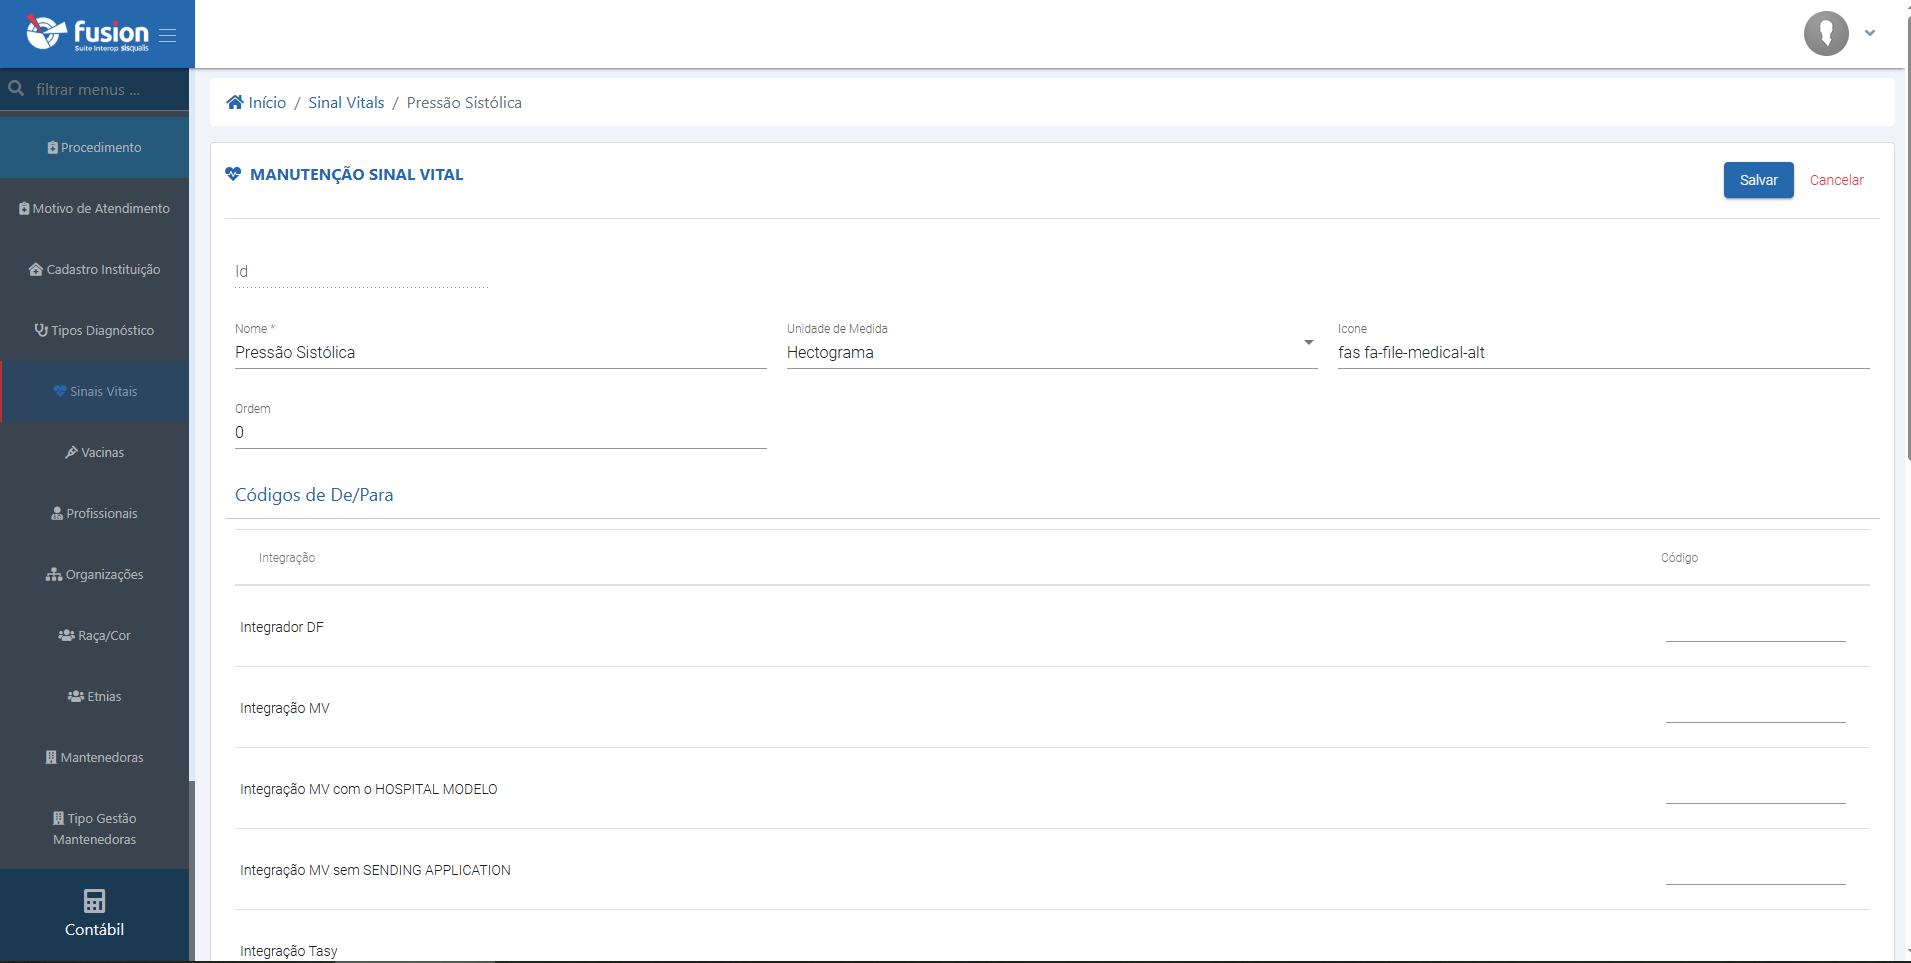 fusion
Suite Interop sisqualis
filtrar menus ...
Procedimento
Motivo de Atendimento
Cadastro Instituição
Tipos Diagnóstico
Sinais Vitais
Vacinas
Profissionais
Organizações
Raça/Cor
Etnias
Mantenedoras
Tipo Gestão
Mantenedoras
Contábil
Início / Sinal Vitals / Pressão Sistólica
MANUTENÇÃO SINAL VITAL
Salvar Cancelar
Id
Nome * Unidade de Medida Icone
Pressão Sistólica Hectograma fas fa-file-medical-alt
Ordem
0
Códigos de De/Para
Integração Código
Integrador DF
Integração MV
Integração MV com o HOSPITAL MODELO
Integração MV sem SENDING APPLICATION
Integração Tasy